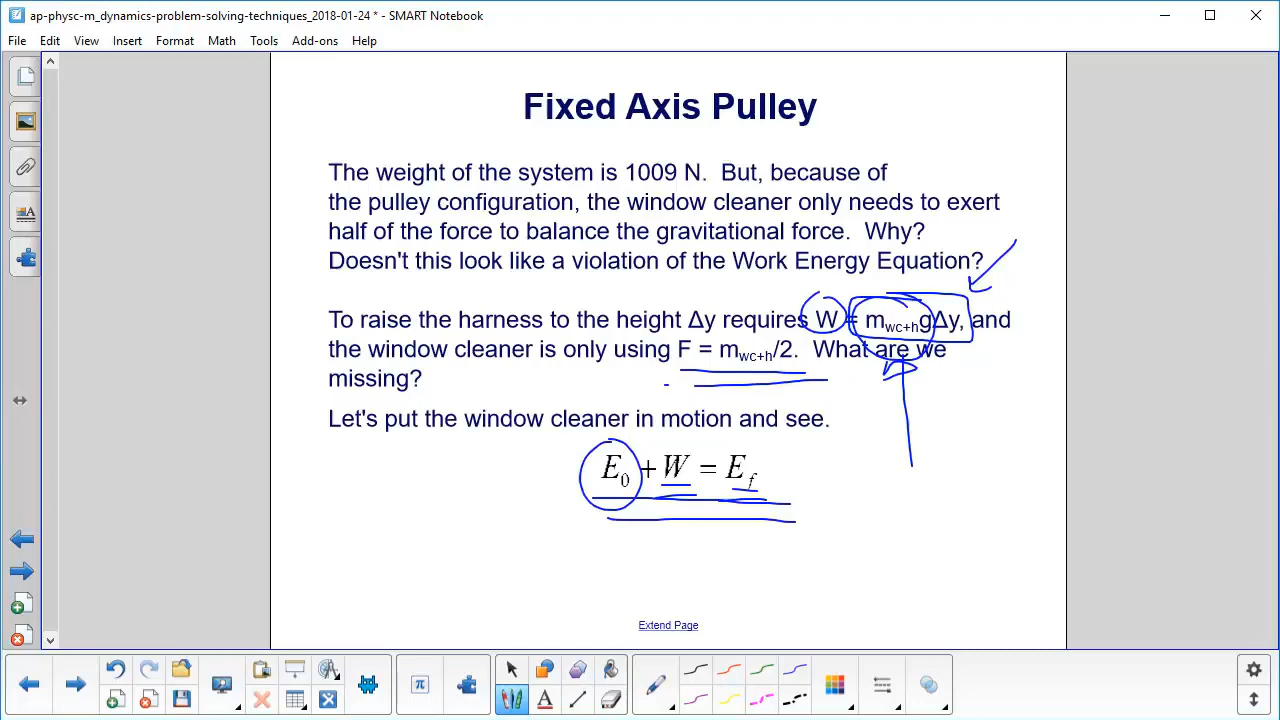 ap-physc-m_dynamics-problem-solving-techniques_2018-01-24 * - SMART Notebook
File Edit View Insert Format Math Tools Add-ons Help
Fixed Axis Pulley
The weight of the system is 1009 N. But, because of
the pulley configuration, the window cleaner only needs to exert
half of the force to balance the gravitational force. Why?
Doesn't this look like a violation of the Work Energy Equation?
To raise the harness to the height Δy requires W = mwc+hgΔy, and
the window cleaner is only using F = mwc+h/2. What are we
missing?
Let's put the window cleaner in motion and see.
E0 + W = Ef
Extend Page
π
A